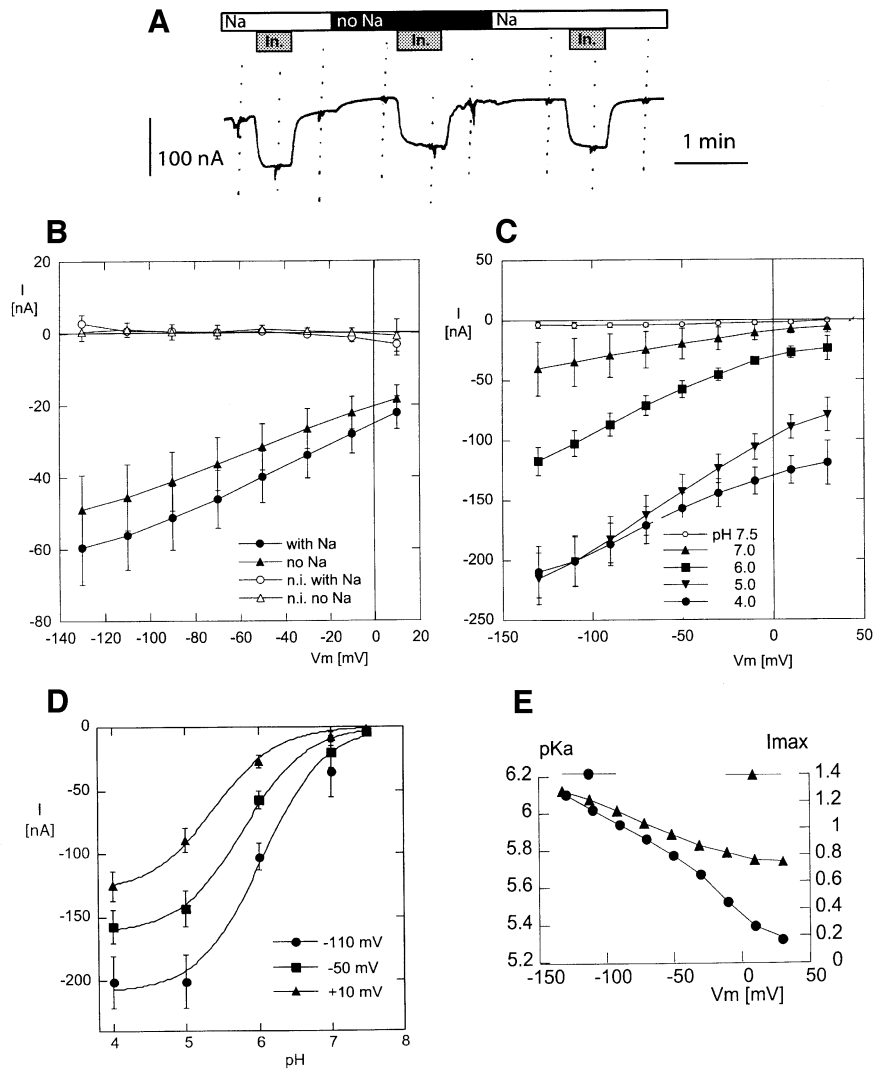 A
Na
no Na
Na
In.
In.
In.
100 nA
1 min
B
I
[nA]
20
0
-20
-40
-60
-80
with Na
no Na
n.i. with Na
n.i. no Na
-140
-120
-100
-80
-60
-40
-20
0
20
Vm [mV]
C
I
[nA]
50
0
-50
-100
-150
-200
-250
pH 7.5
7.0
6.0
5.0
4.0
-150
-100
-50
0
50
Vm [mV]
D
I
[nA]
0
-50
-100
-150
-200
-110 mV
-50 mV
+10 mV
4
5
6
7
8
pH
E
pKa
Imax
6.2
6
5.8
5.6
5.4
5.2
1.4
1.2
1
0.8
0.6
0.4
0.2
0
-150
-100
-50
0
50
Vm [mV]